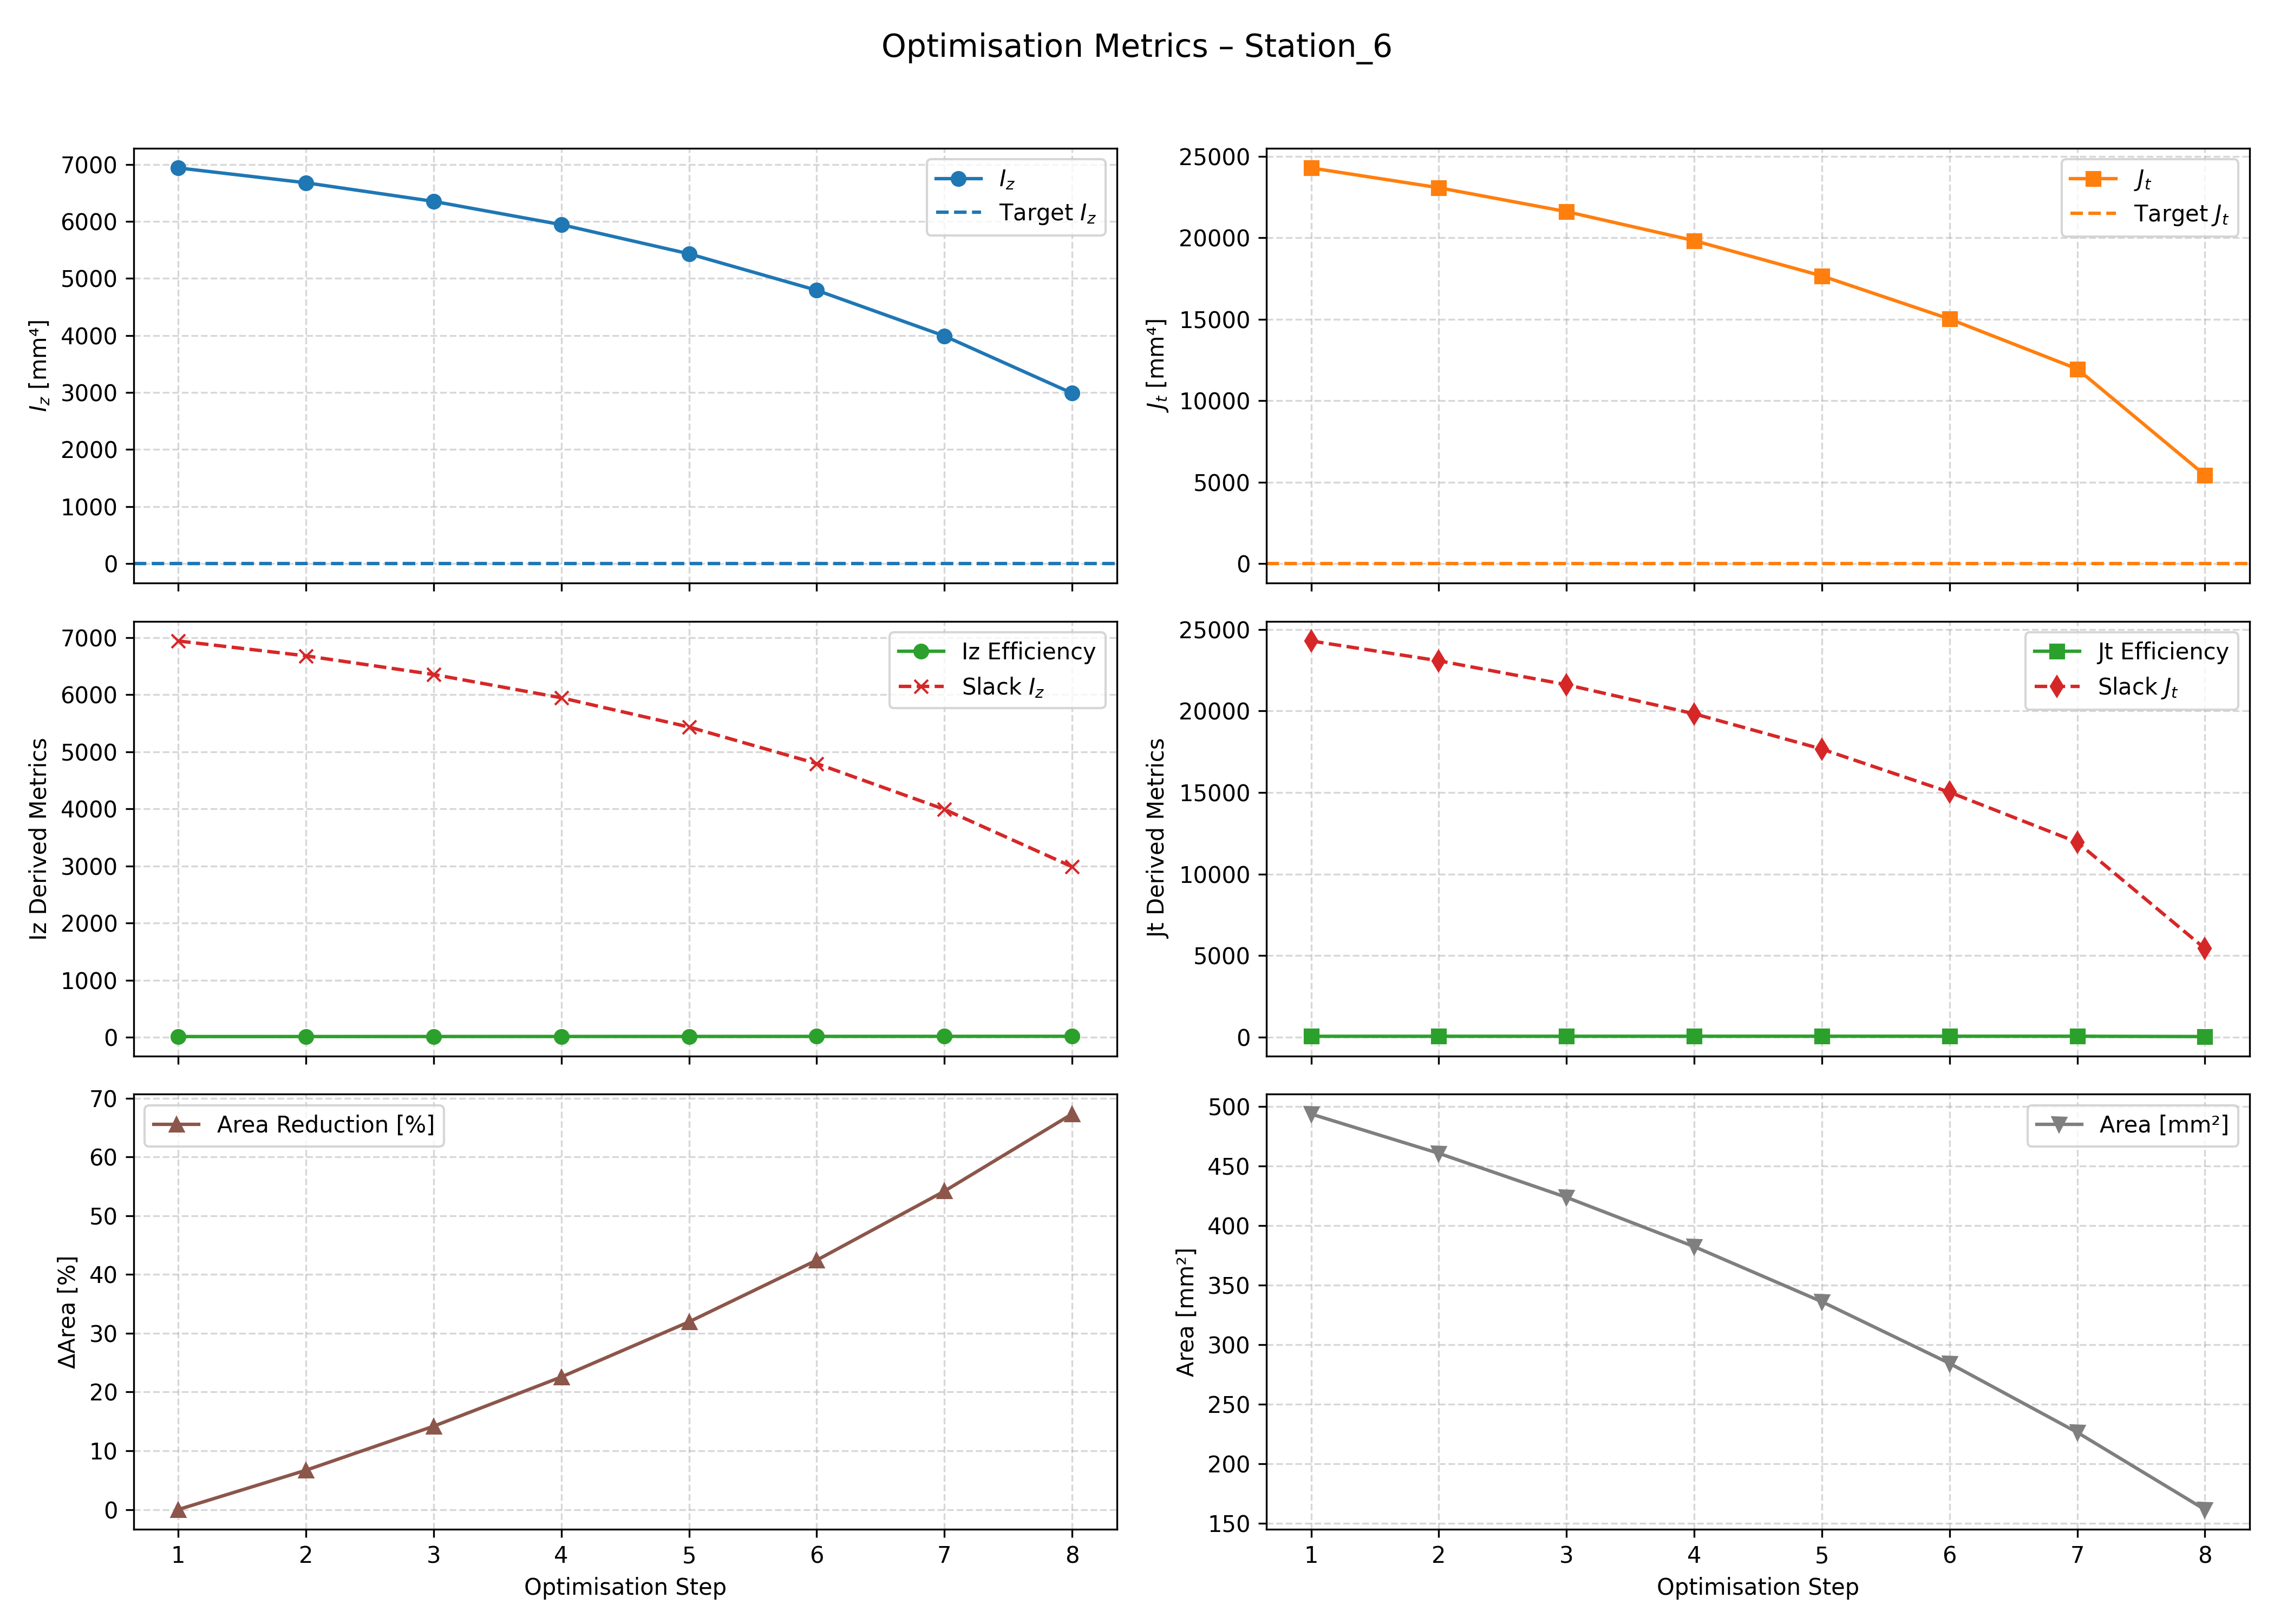 Optimisation Metrics – Station_6
7000
6000
5000
4000
3000
2000
1000
0
I_z [mm⁴]
I_z
Target I_z
25000
20000
15000
10000
5000
0
J_t [mm⁴]
J_t
Target J_t
7000
6000
5000
4000
3000
2000
1000
0
Iz Derived Metrics
Iz Efficiency
Slack I_z
25000
20000
15000
10000
5000
0
Jt Derived Metrics
Jt Efficiency
Slack J_t
70
60
50
40
30
20
10
0
ΔArea [%]
Area Reduction [%]
1 2 3 4 5 6 7 8
Optimisation Step
500
450
400
350
300
250
200
150
Area [mm²]
Area [mm²]
1 2 3 4 5 6 7 8
Optimisation Step